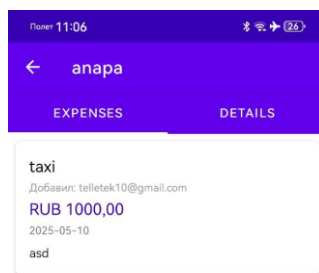 Полет 11:06 26
anapa
EXPENSES DETAILS
taxi
Добавил: telletek10@gmail.com
RUB 1000,00
2025-05-10
asd